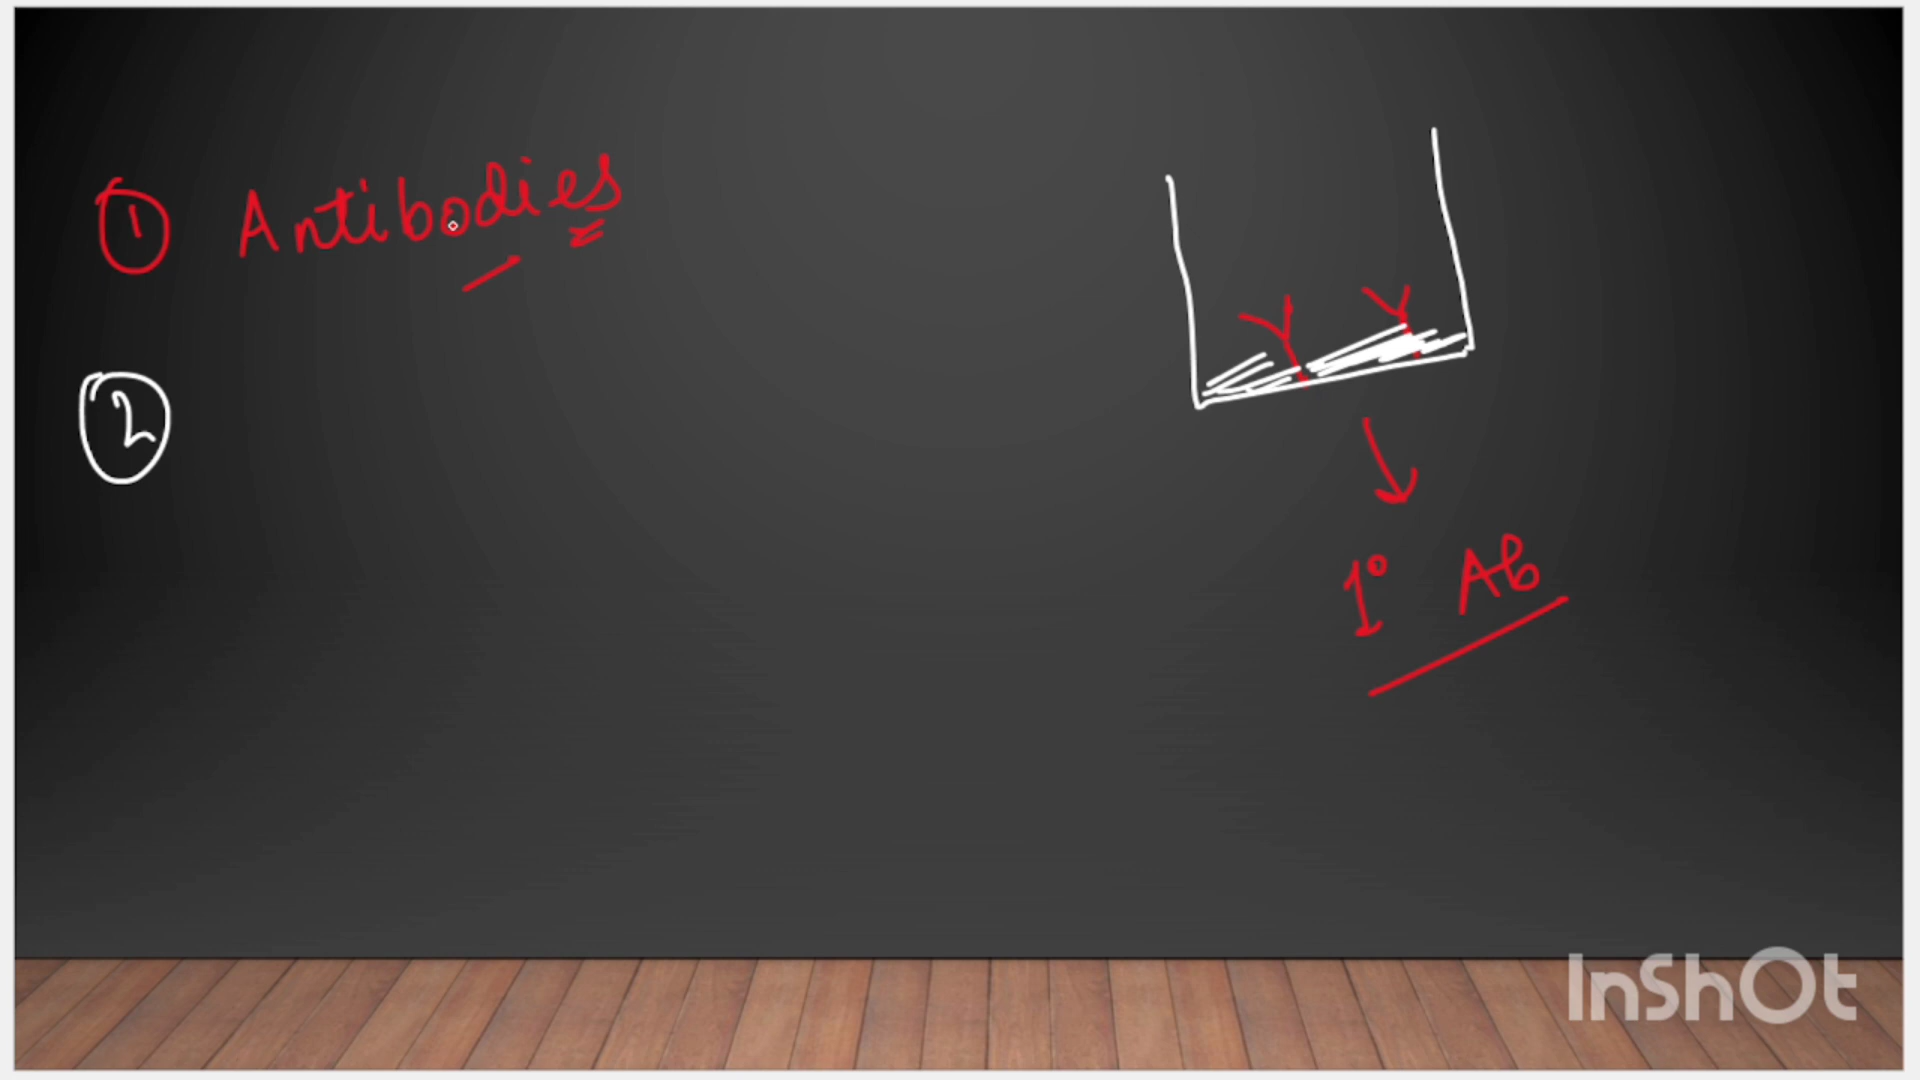 ① Antibodies
②
1° Ab
InShOt